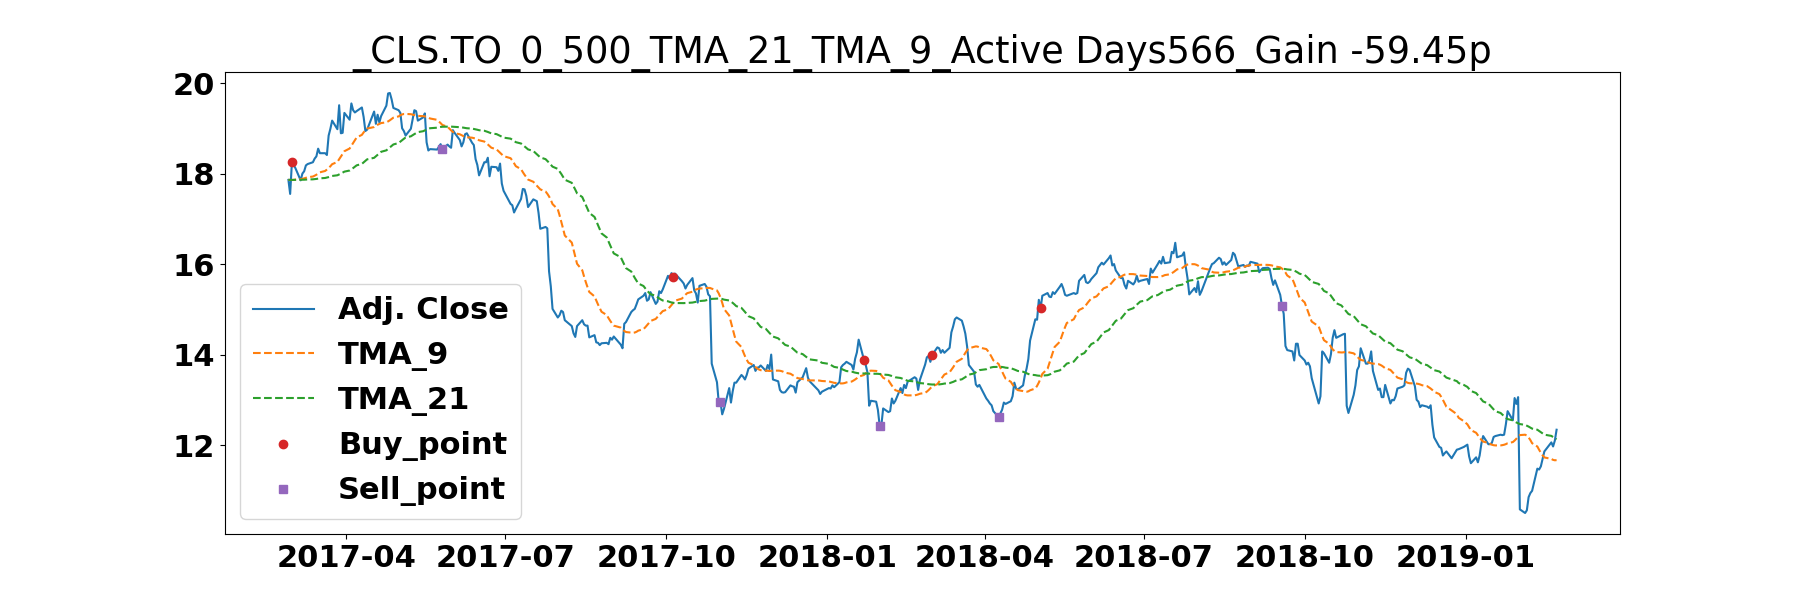 _CLS.TO_0_500_TMA_21_TMA_9_Active Days566_Gain -59.45p
20
18
16
14
12
Adj. Close
TMA_9
TMA_21
Buy_point
Sell_point
2017-04 2017-07 2017-10 2018-01 2018-04 2018-07 2018-10 2019-01